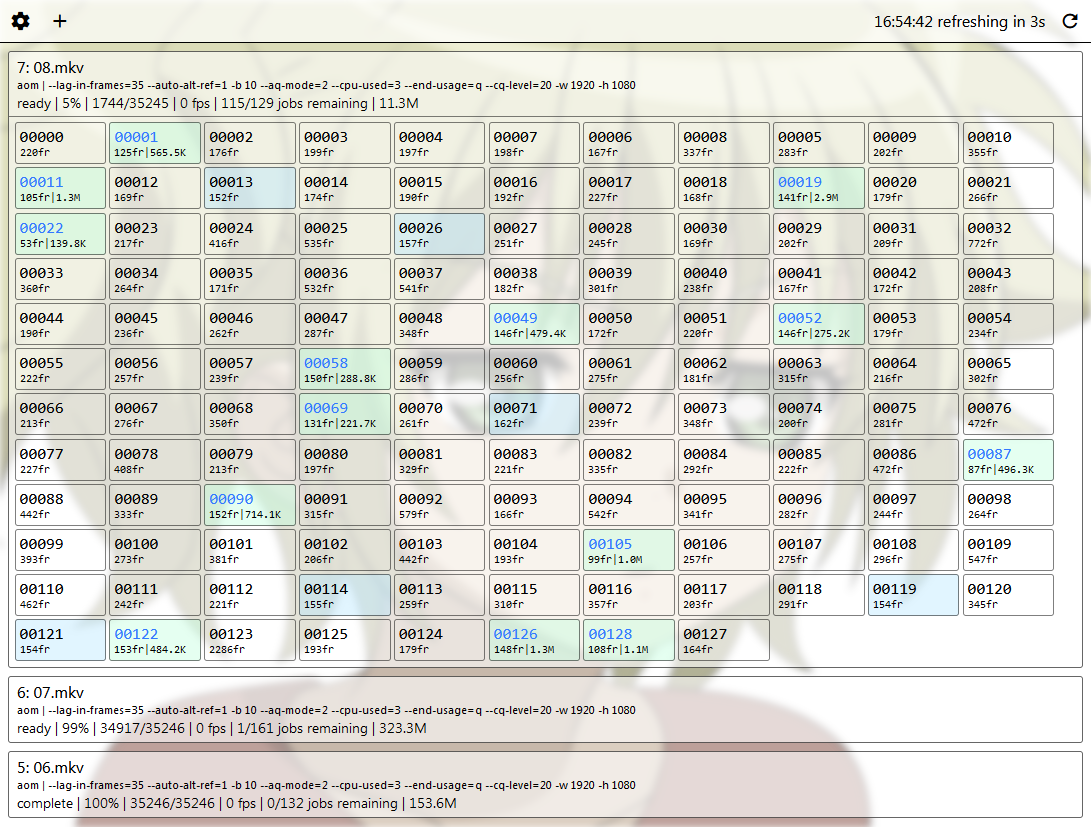 + 16:54:42 refreshing in 3s
7: 08.mkv
aom | --lag-in-frames=35 --auto-alt-ref=1 -b 10 --aq-mode=2 --cpu-used=3 --end-usage=q --cq-level=20 -w 1920 -h 1080
ready | 5% | 1744/35245 | 0 fps | 115/129 jobs remaining | 11.3M
00000 00001 00002 00003 00004 00007 00006 00008 00005 00009 00010
220fr 125fr|565.5K 176fr 199fr 197fr 198fr 167fr 337fr 283fr 202fr 355fr
00011 00012 00013 00014 00015 00016 00017 00018 00019 00020 00021
105fr|1.3M 169fr 152fr 174fr 190fr 192fr 227fr 168fr 141fr|2.9M 179fr 266fr
00022 00023 00024 00025 00026 00027 00028 00030 00029 00031 00032
53fr|139.8K 217fr 416fr 535fr 157fr 251fr 245fr 169fr 202fr 209fr 772fr
00033 00034 00035 00036 00037 00038 00039 00040 00041 00042 00043
360fr 264fr 171fr 532fr 541fr 182fr 301fr 238fr 167fr 172fr 208fr
00044 00045 00046 00047 00048 00049 00050 00051 00052 00053 00054
190fr 236fr 262fr 287fr 348fr 146fr|479.4K 172fr 220fr 146fr|275.2K 179fr 234fr
00055 00056 00057 00058 00059 00060 00061 00062 00063 00064 00065
222fr 257fr 239fr 150fr|288.8K 286fr 256fr 275fr 181fr 315fr 216fr 302fr
00066 00067 00068 00069 00070 00071 00072 00073 00074 00075 00076
213fr 276fr 350fr 131fr|221.7K 261fr 162fr 239fr 348fr 200fr 281fr 472fr
00077 00078 00079 00080 00081 00083 00082 00084 00085 00086 00087
227fr 408fr 213fr 197fr 329fr 221fr 335fr 292fr 222fr 472fr 87fr|496.3K
00088 00089 00090 00091 00092 00093 00094 00095 00096 00097 00098
442fr 333fr 152fr|714.1K 315fr 579fr 166fr 542fr 341fr 282fr 244fr 264fr
00099 00100 00101 00102 00103 00104 00105 00106 00107 00108 00109
393fr 273fr 381fr 206fr 442fr 193fr 99fr|1.0M 257fr 275fr 296fr 547fr
00110 00111 00112 00114 00113 00115 00116 00117 00118 00119 00120
462fr 242fr 221fr 155fr 259fr 310fr 357fr 203fr 291fr 154fr 345fr
00121 00122 00123 00125 00124 00126 00128 00127
154fr 153fr|484.2K 2286fr 193fr 179fr 148fr|1.3M 108fr|1.1M 164fr
6: 07.mkv
aom | --lag-in-frames=35 --auto-alt-ref=1 -b 10 --aq-mode=2 --cpu-used=3 --end-usage=q --cq-level=20 -w 1920 -h 1080
ready | 99% | 34917/35246 | 0 fps | 1/161 jobs remaining | 323.3M
5: 06.mkv
aom | --lag-in-frames=35 --auto-alt-ref=1 -b 10 --aq-mode=2 --cpu-used=3 --end-usage=q --cq-level=20 -w 1920 -h 1080
complete | 100% | 35246/35246 | 0 fps | 0/132 jobs remaining | 153.6M